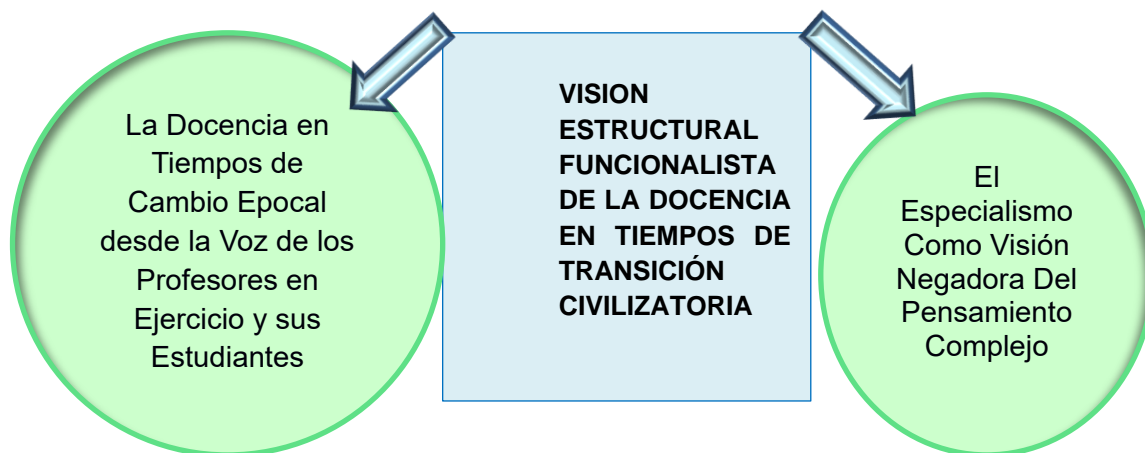 La Docencia en
Tiempos de
Cambio Epocal
desde la Voz de los
Profesores en
Ejercicio y sus
Estudiantes
VISION
ESTRUCTURAL
FUNCIONALISTA
DE LA DOCENCIA
EN TIEMPOS DE
TRANSICIÓN
CIVILIZATORIA
El
Especialismo
Como Visión
Negadora Del
Pensamiento
Complejo